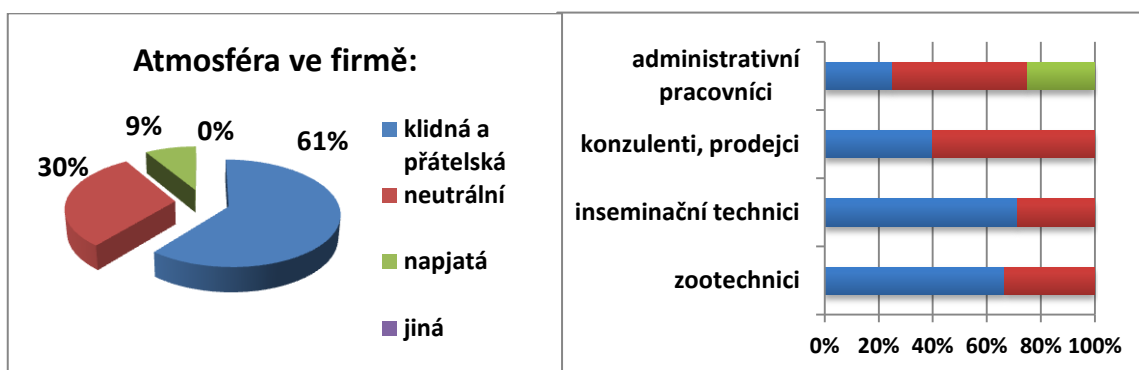 Atmosféra ve firmě:
61%
30%
9%
0%
klidná a
přátelská
neutrální
napjatá
jiná
administrativní
pracovníci
konzulenti, prodejci
inseminační technici
zootechnici
0% 20% 40% 60% 80% 100%